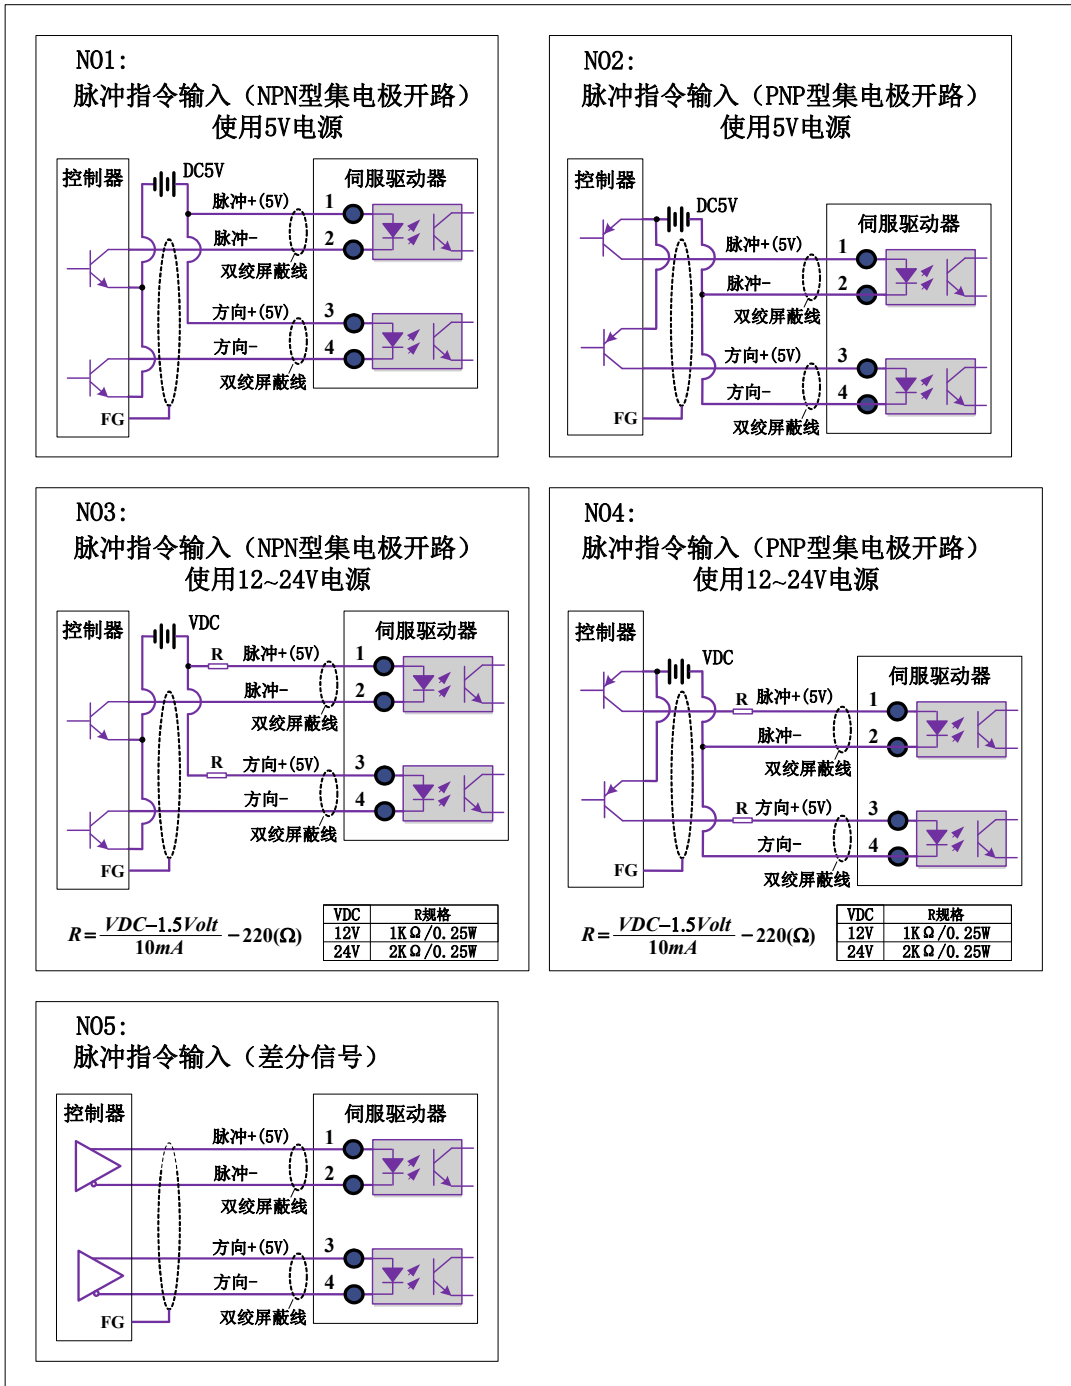 NO1:
脉冲指令输入（NPN型集电极开路）
使用5V电源
控制器
DC5V
伺服驱动器
脉冲+(5V)
1
脉冲-
2
双绞屏蔽线
方向+(5V)
3
方向-
4
双绞屏蔽线
FG
NO2:
脉冲指令输入（PNP型集电极开路）
使用5V电源
控制器
DC5V
伺服驱动器
脉冲+(5V)
1
脉冲-
2
双绞屏蔽线
方向+(5V)
3
方向-
4
双绞屏蔽线
FG
NO3:
脉冲指令输入（NPN型集电极开路）
使用12~24V电源
控制器
VDC
伺服驱动器
R
脉冲+(5V)
1
脉冲-
2
双绞屏蔽线
R
方向+(5V)
3
方向-
4
双绞屏蔽线
FG
R=(VDC-1.5Volt)/(10mA)-220(Ω)
VDC R规格
12V 1KΩ/0.25W
24V 2KΩ/0.25W
NO4:
脉冲指令输入（PNP型集电极开路）
使用12~24V电源
控制器
VDC
伺服驱动器
R
脉冲+(5V)
1
脉冲-
2
双绞屏蔽线
R
方向+(5V)
3
方向-
4
双绞屏蔽线
FG
R=(VDC-1.5Volt)/(10mA)-220(Ω)
VDC R规格
12V 1KΩ/0.25W
24V 2KΩ/0.25W
NO5:
脉冲指令输入（差分信号）
控制器
伺服驱动器
脉冲+(5V)
1
脉冲-
2
双绞屏蔽线
方向+(5V)
3
方向-
4
双绞屏蔽线
FG